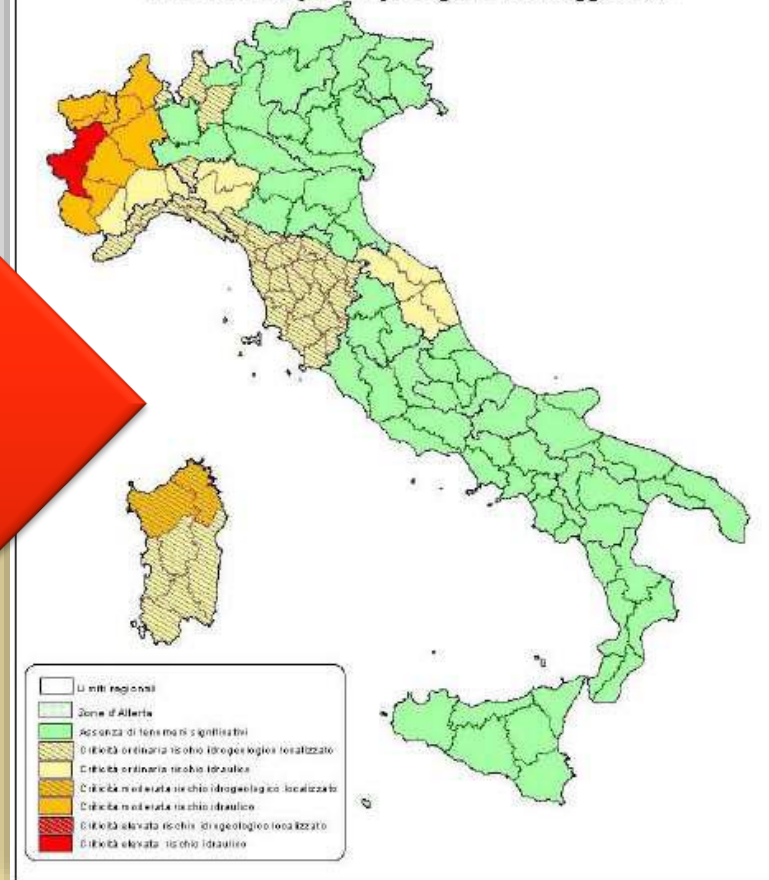 Limiti regionali
Zone d'Allerta
Assenza di fenomeni significativi
Criticità ordinaria rischio idrogeologico localizzato
Criticità ordinaria rischio idraulico
Criticità moderata rischio idrogeologico localizzato
Criticità moderata rischio idraulico
Criticità elevata rischio idrogeologico localizzato
Criticità elevata rischio idraulico